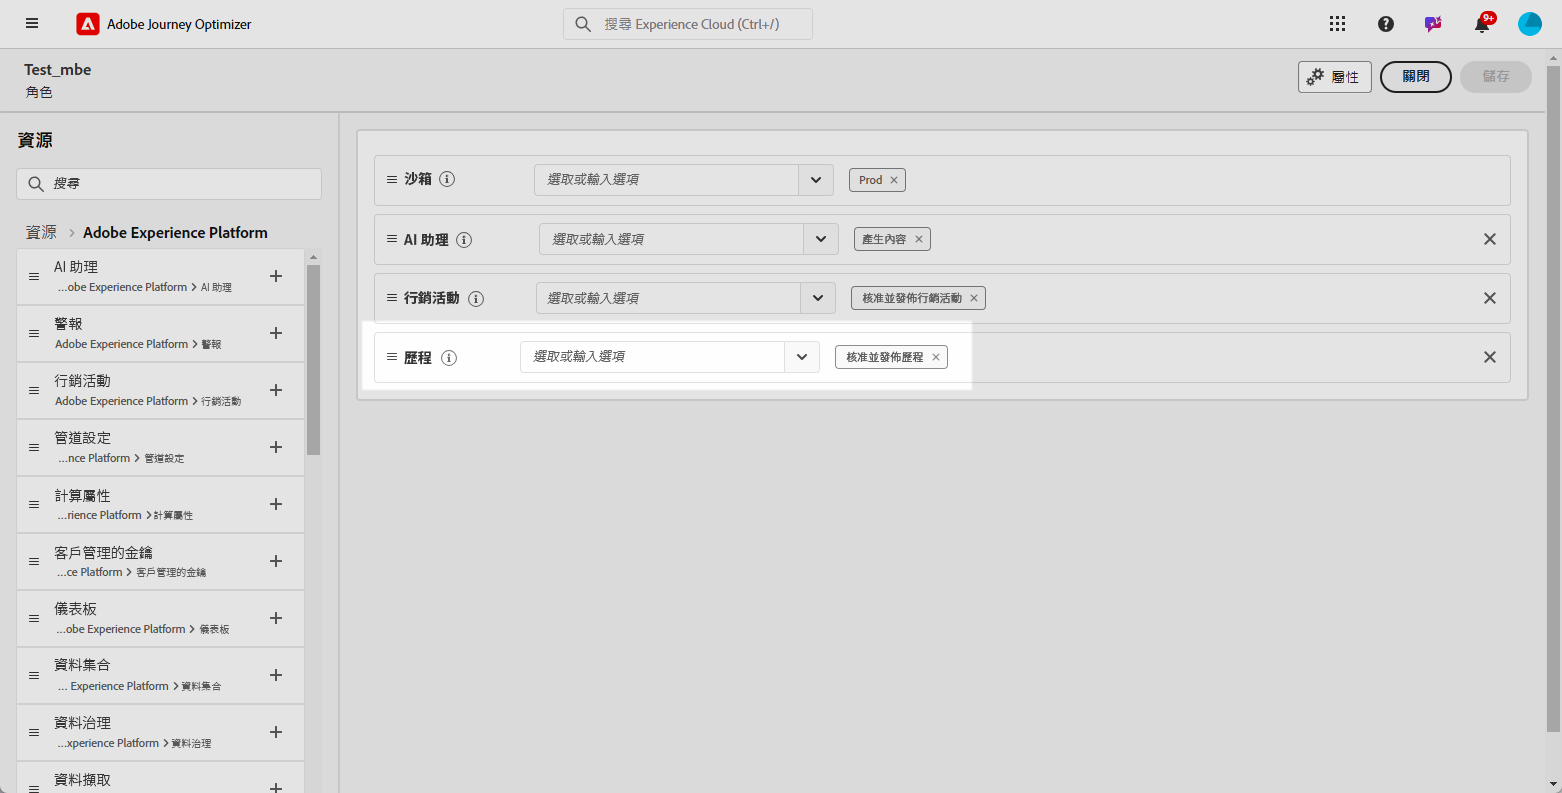 Adobe Journey Optimizer
搜尋 Experience Cloud (Ctrl+/)
9+
Test_mbe
角色
屬性
關閉
儲存
資源
搜尋
資源 > Adobe Experience Platform
AI 助理
...obe Experience Platform > AI 助理
警報
Adobe Experience Platform > 警報
行銷活動
Adobe Experience Platform > 行銷活動
管道設定
...nce Platform > 管道設定
計算屬性
...rience Platform > 計算屬性
客戶管理的金鑰
...ce Platform > 客戶管理的金鑰
儀表板
...obe Experience Platform > 儀表板
資料集合
... Experience Platform > 資料集合
資料治理
...xperience Platform > 資料治理
資料擷取
沙箱 選取或輸入選項 Prod
AI 助理 選取或輸入選項 產生內容
行銷活動 選取或輸入選項 核准並發佈行銷活動
歷程 選取或輸入選項 核准並發佈歷程